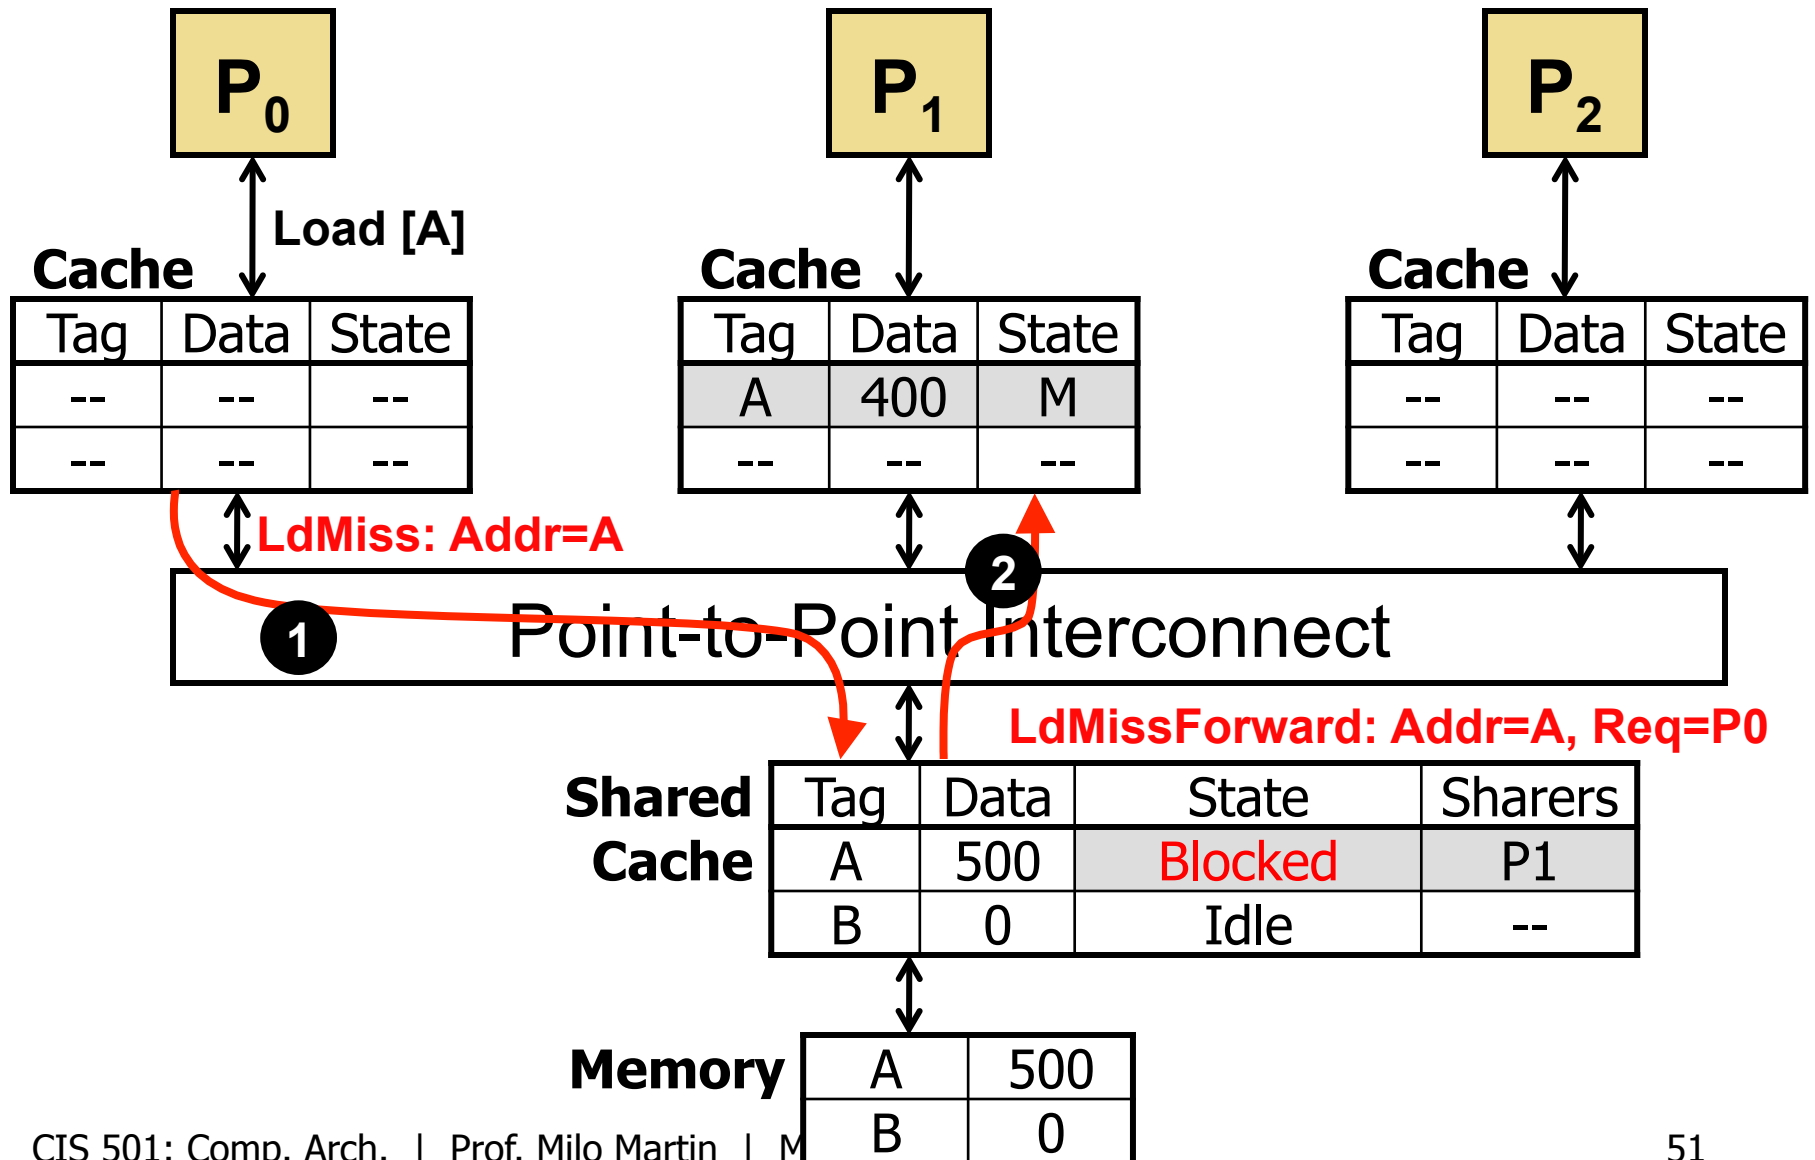 P0 P1 P2
Load [A]
Cache Cache Cache
Tag Data State Tag Data State Tag Data State
-- -- -- A 400 M -- -- --
-- -- -- -- -- -- -- -- --
LdMiss: Addr=A
2
1 Point-to-Point Interconnect
LdMissForward: Addr=A, Req=P0
Shared Tag Data State Sharers
Cache A 500 Blocked P1
B 0 Idle --
Memory A 500
B 0
CIS 501: Comp. Arch. | Prof. Milo Martin | M 51